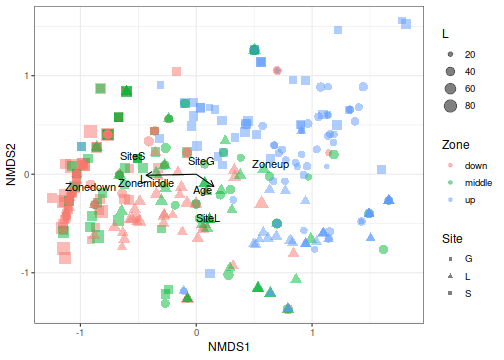 L
20
40
60
80
Zone
down
middle
up
Site
G
L
S
1
0
-1
-1
0
1
NMDS1
NMDS2
SiteS
SiteG
Zoneup
L
Zonedown
Zonemiddle
Age
SiteL